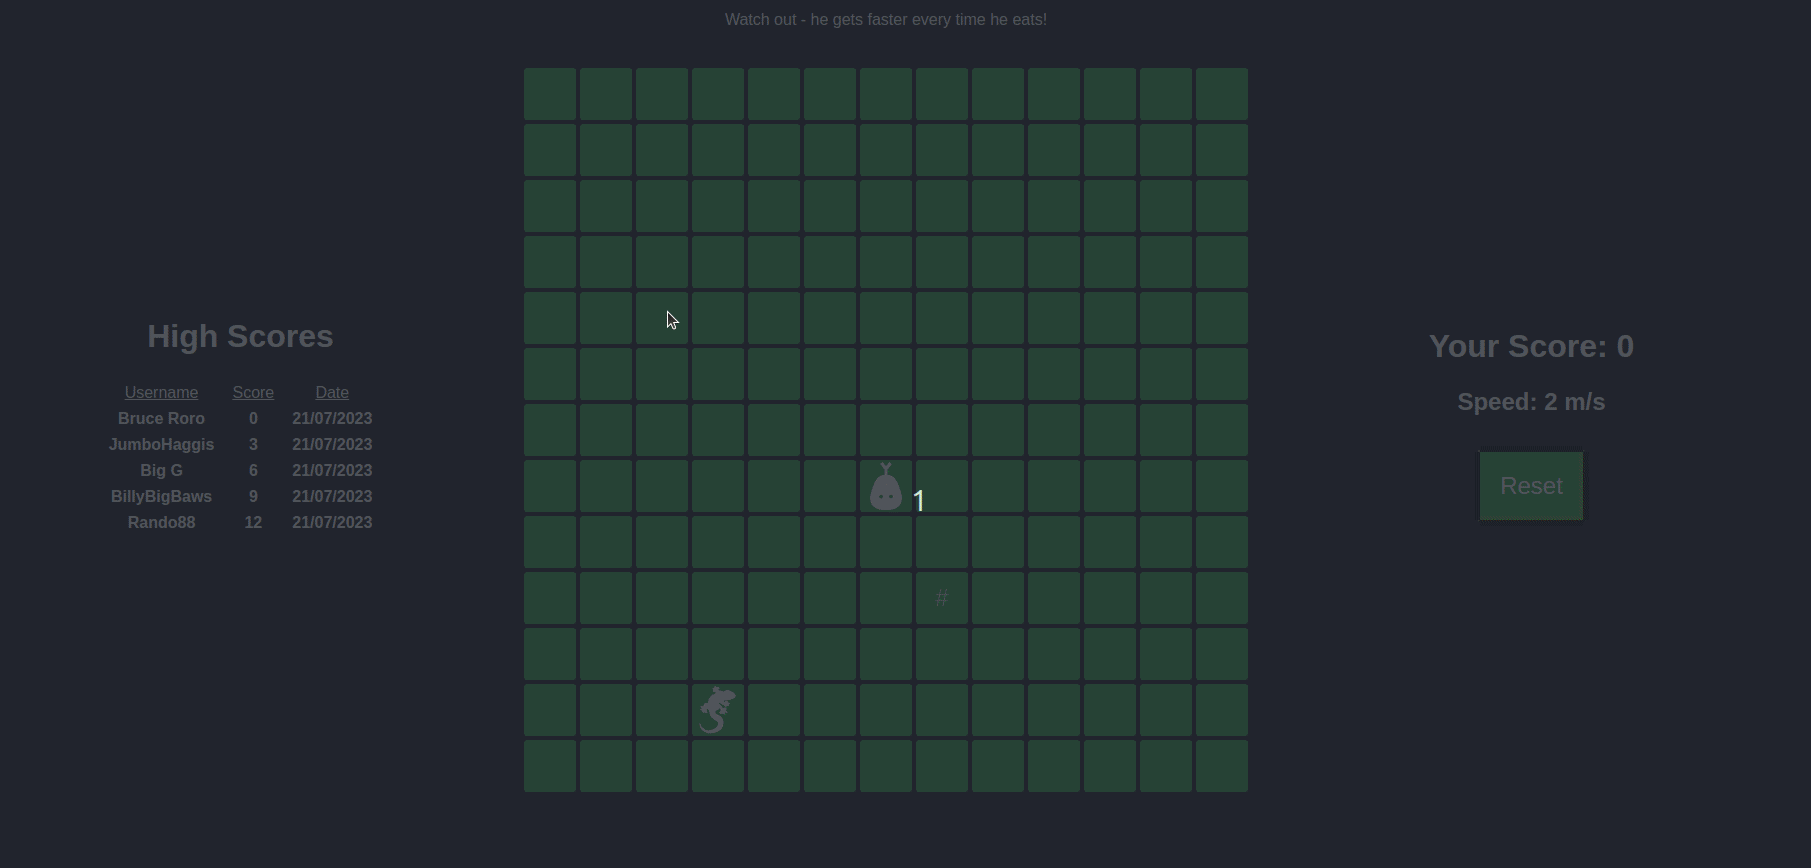 Watch out - he gets faster every time he eats!
High Scores
Username Score Date
Bruce Roro 0 21/07/2023
JumboHaggis 3 21/07/2023
Big G 6 21/07/2023
BillyBigBaws 9 21/07/2023
Rando88 12 21/07/2023
1
#
Your Score: 0
Speed: 2 m/s
Reset